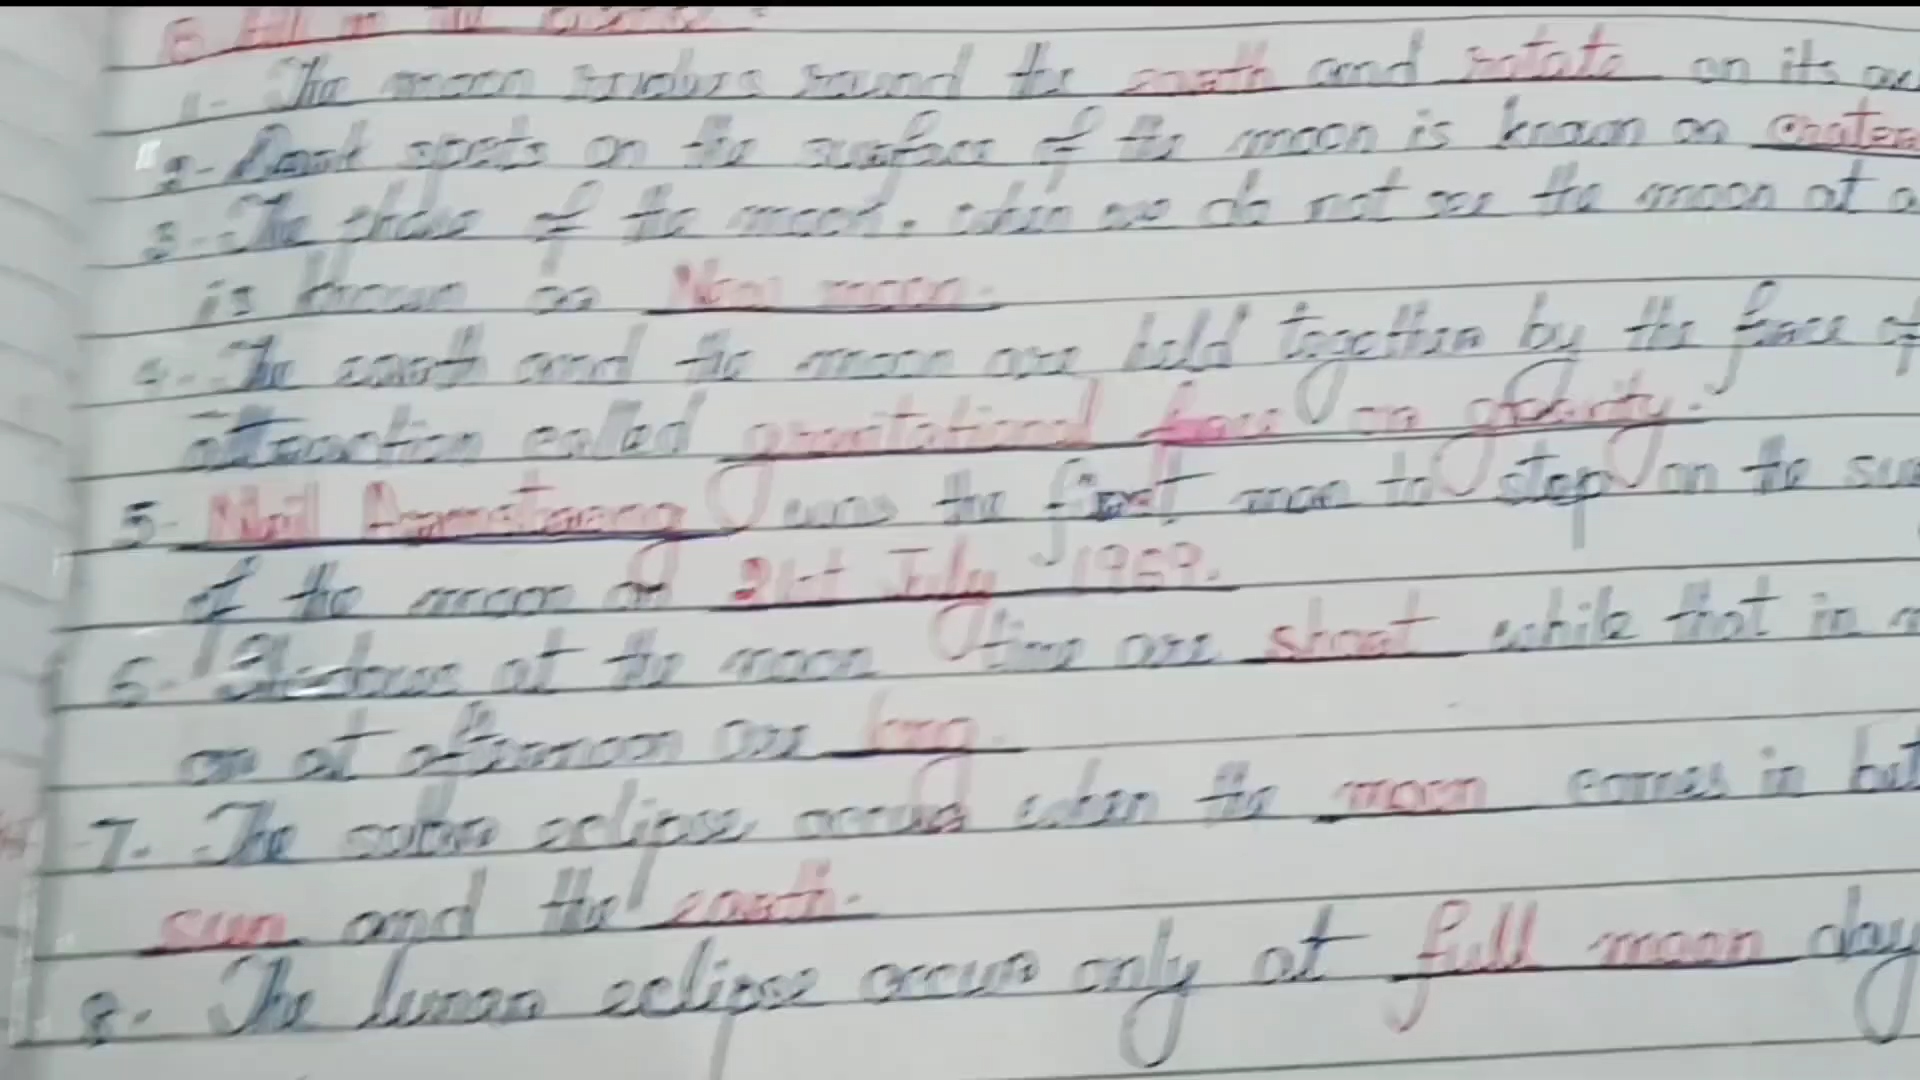 B Fill in the blanks:
1- The moon revolves round the earth and rotate on its
2- Dark spots on the surface of the moon is known as craters
3- The phase of the moon, when we do not see the moon at
is known as New moon.
4- The earth and the moon are held together by the force of
attraction called gravitational force or gravity.
5- Neil Armstrong was the first man to step on the
of the moon on 21st July 1969.
6- Shadows at the noon time are short while that in
or at afternoon are long.
7- The solar eclipse occurs when the moon comes in
sun and the earth.
8- The lunar eclipse occurs only at full moon day